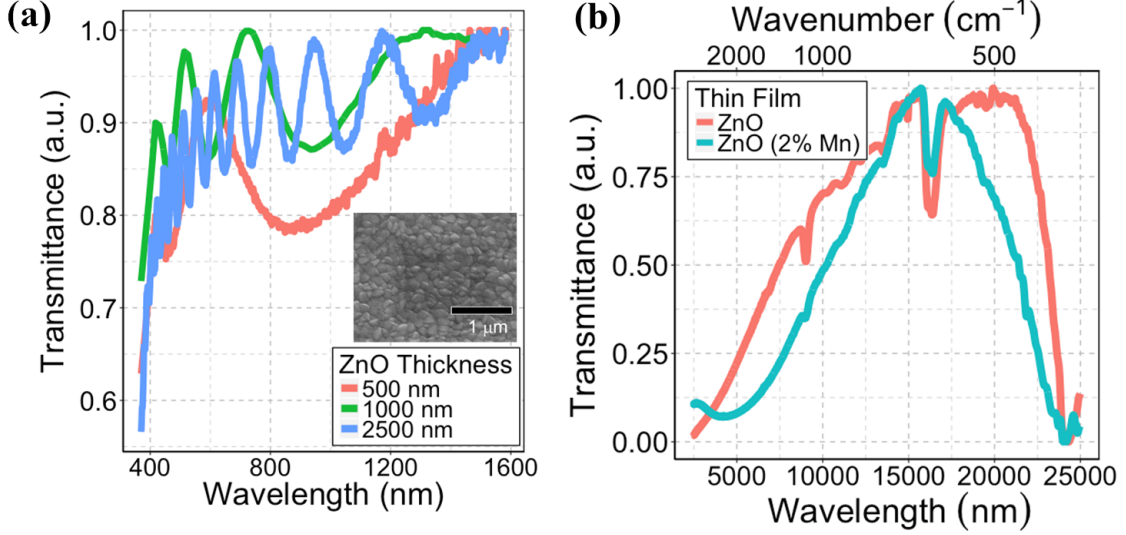 (a)
1.0
0.9
0.8
0.7
0.6
Transmittance (a.u.)
400
800
1200
1600
Wavelength (nm)
1 μm
ZnO Thickness
500 nm
1000 nm
2500 nm
(b)
Wavenumber (cm⁻¹)
2000
1000
500
1.00
0.75
0.50
0.25
0.00
Transmittance (a.u.)
Thin Film
ZnO
ZnO (2% Mn)
5000
10000
15000
20000
25000
Wavelength (nm)